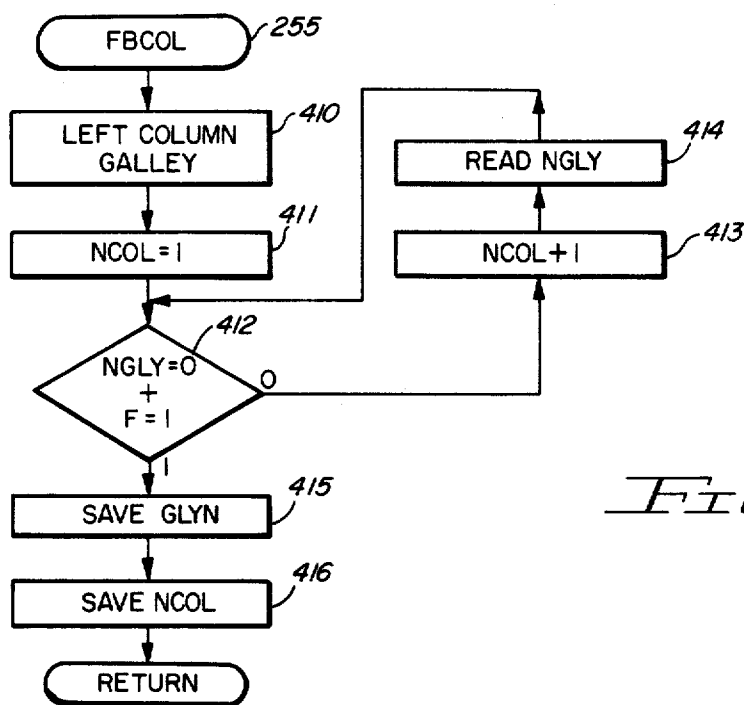 FBCOL
255
LEFT COLUMN
GALLEY
410
NCOL=1
411
412
NGLY=0
+
F=1
0
1
NCOL+1
413
READ NGLY
414
SAVE GLYN
415
SAVE NCOL
416
RETURN